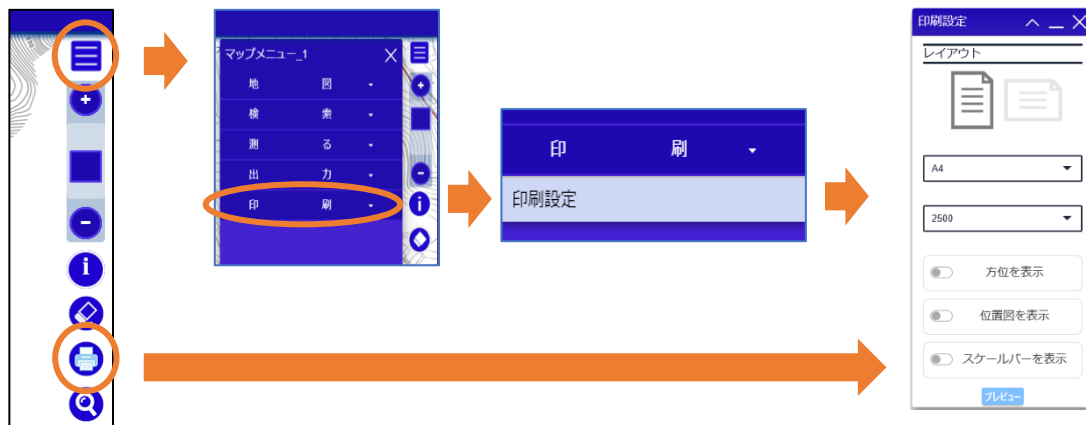 マップメニュー_1
地 図
検 索
測 る
出 力
印 刷
印 刷
印刷設定
印刷設定
レイアウト
A4
2500
方位を表示
位置図を表示
スケールバーを表示
プレビュー